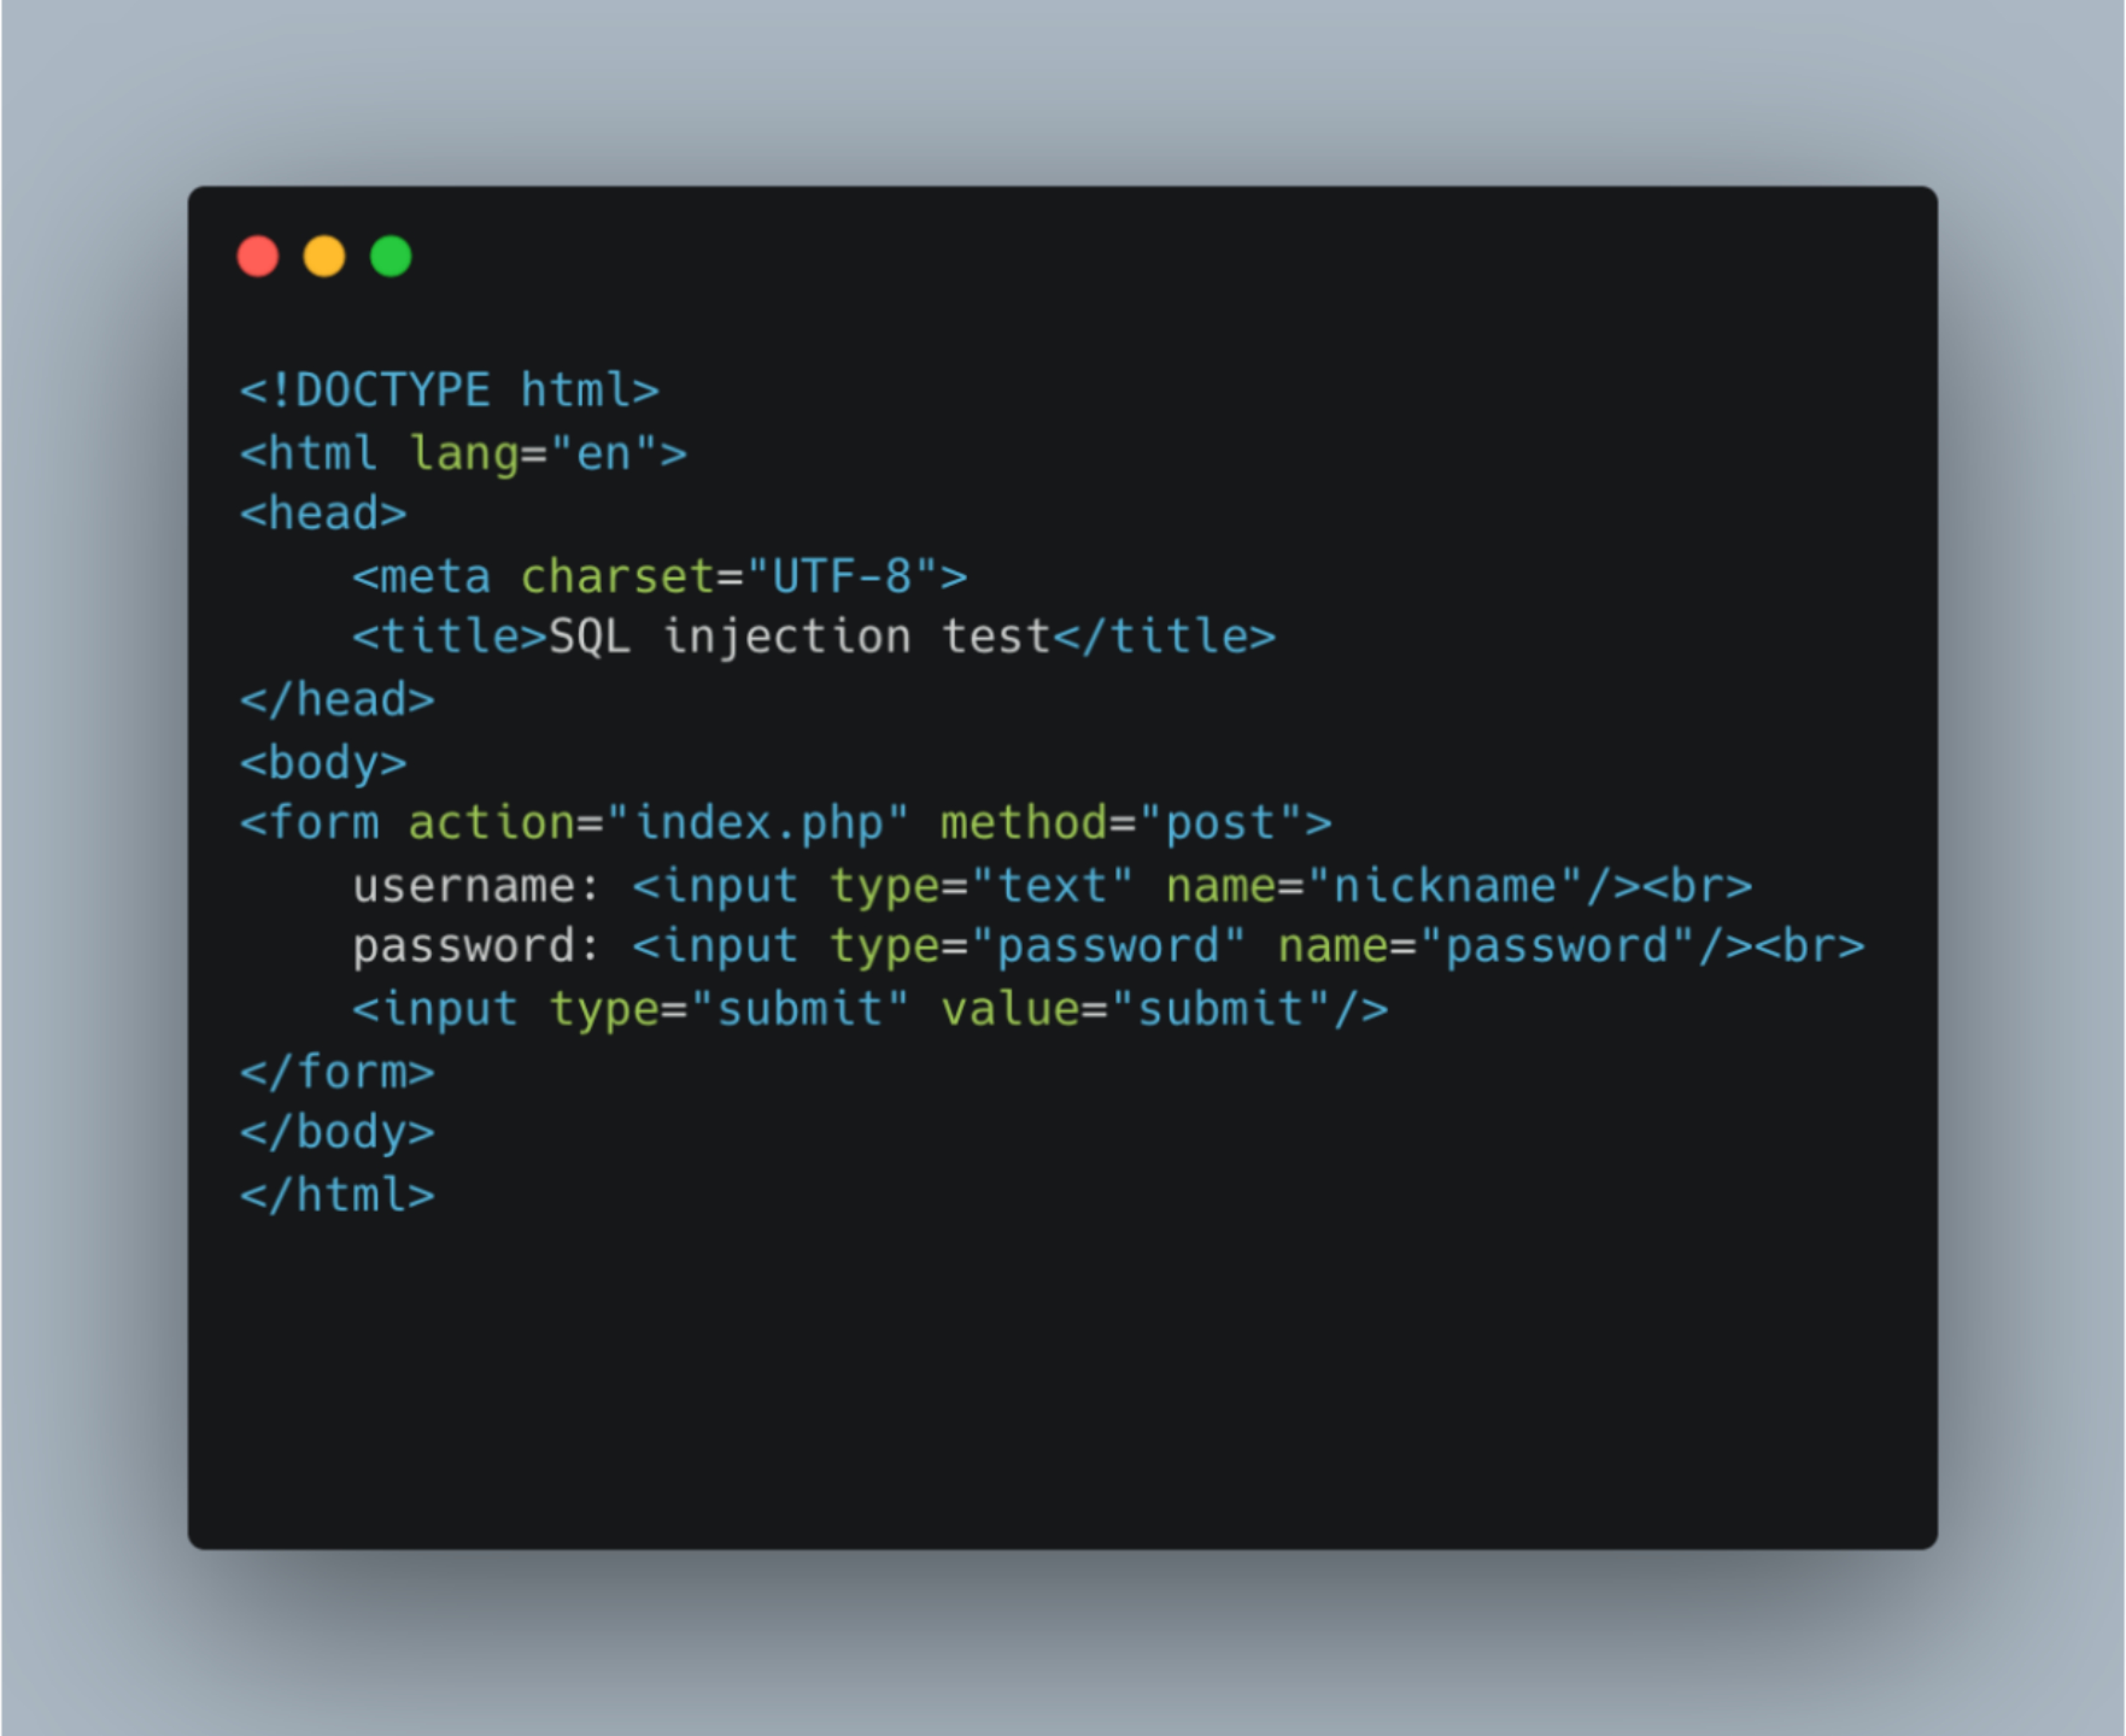 <!DOCTYPE html>
<html lang="en">
<head>
    <meta charset="UTF-8">
    <title>SQL injection test</title>
</head>
<body>
<form action="index.php" method="post">
    username: <input type="text" name="nickname"/><br>
    password: <input type="password" name="password"/><br>
    <input type="submit" value="submit"/>
</form>
</body>
</html>